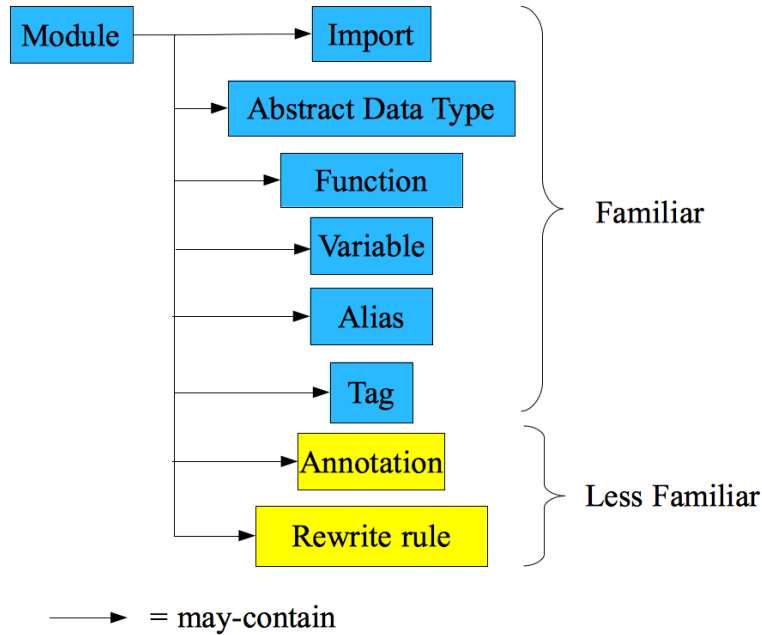 Module
Import
Abstract Data Type
Function
Variable
Alias
Tag
Annotation
Rewrite rule
Familiar
Less Familiar
= may-contain